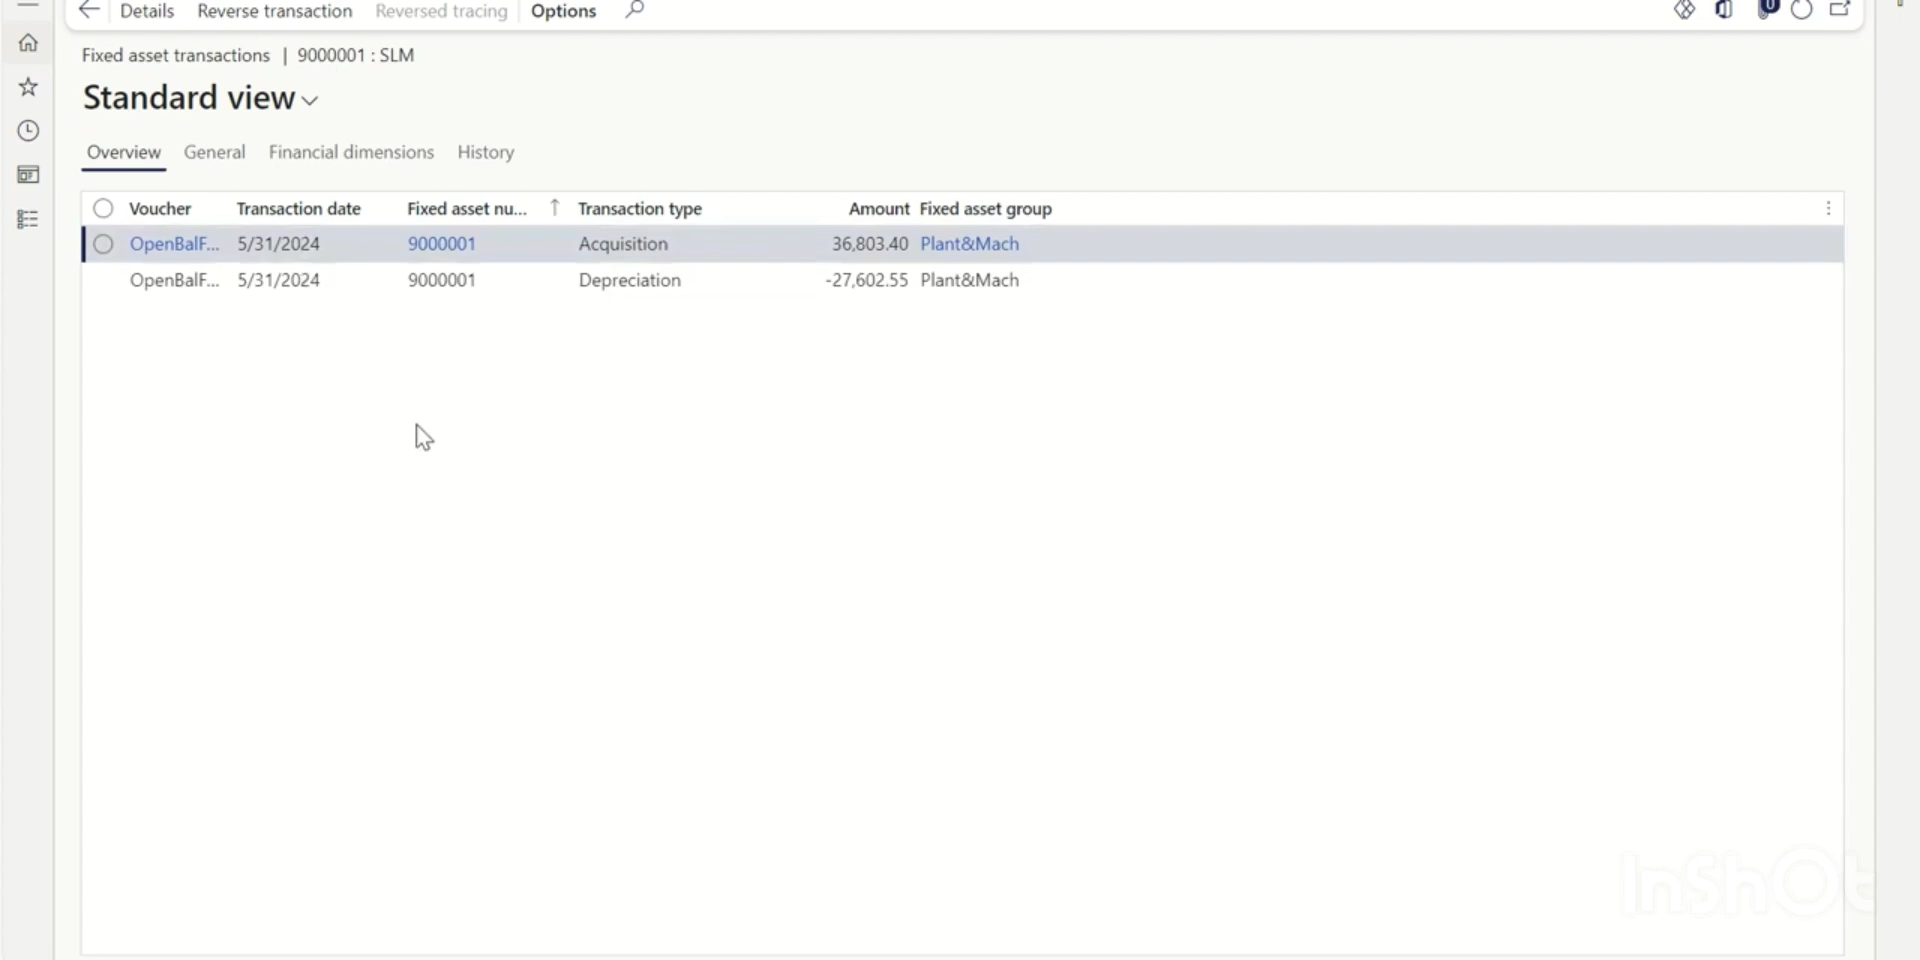 Details Reverse transaction Reversed tracing Options
0
Fixed asset transactions | 9000001 : SLM
Standard view
Overview General Financial dimensions History
Voucher Transaction date Fixed asset nu... ↑ Transaction type Amount Fixed asset group
OpenBalF... 5/31/2024 9000001 Acquisition 36,803.40 Plant&Mach
OpenBalF... 5/31/2024 9000001 Depreciation -27,602.55 Plant&Mach
InShOt